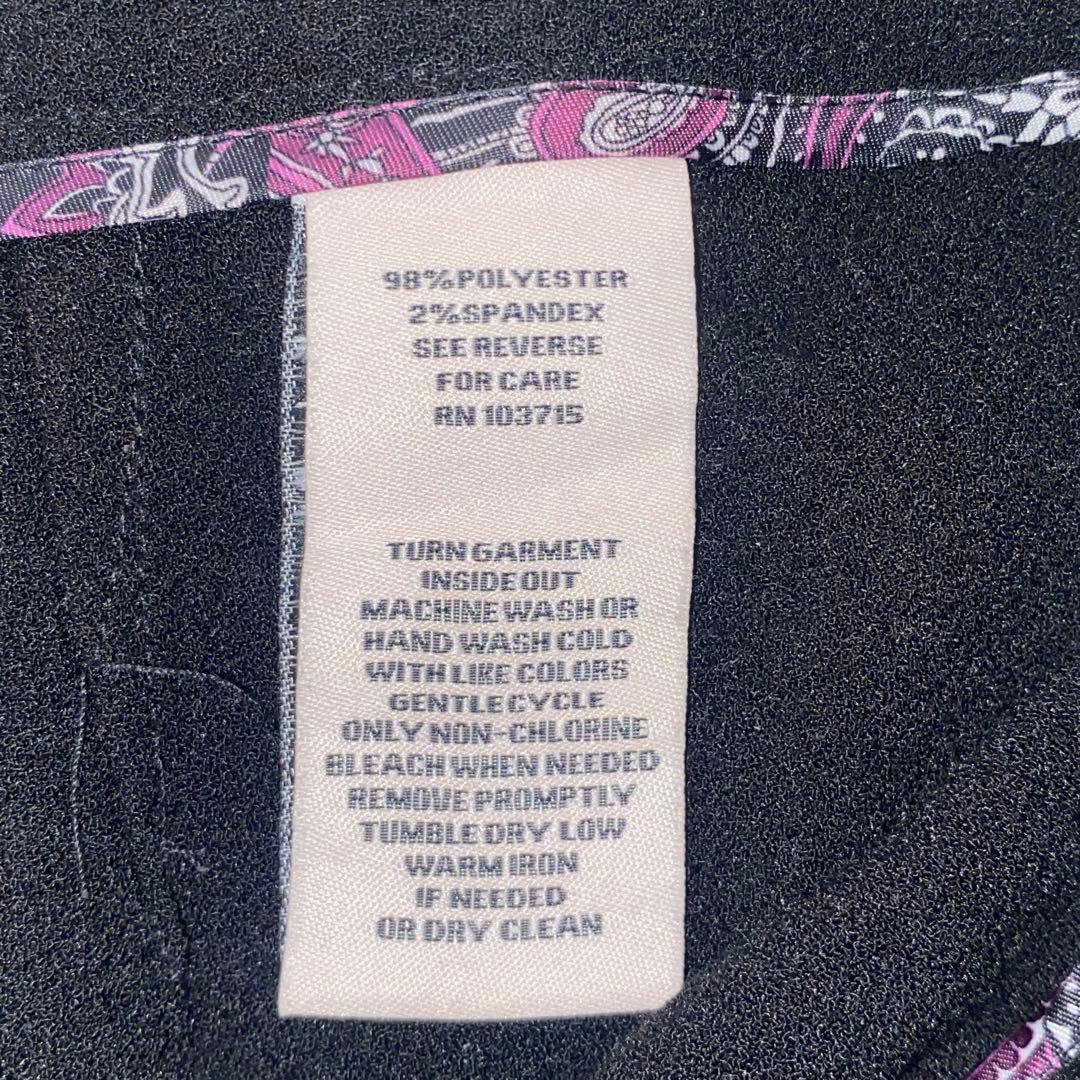 98% POLYESTER
2% SPANDEX
SEE REVERSE
FOR CARE
RN 103715
TURN GARMENT
INSIDE OUT
MACHINE WASH OR
HAND WASH COLD
WITH LIKE COLORS
GENTLE CYCLE
ONLY NON-CHLORINE
BLEACH WHEN NEEDED
REMOVE PROMPTLY
TUMBLE DRY LOW
WARM IRON
IF NEEDED
OR DRY CLEAN